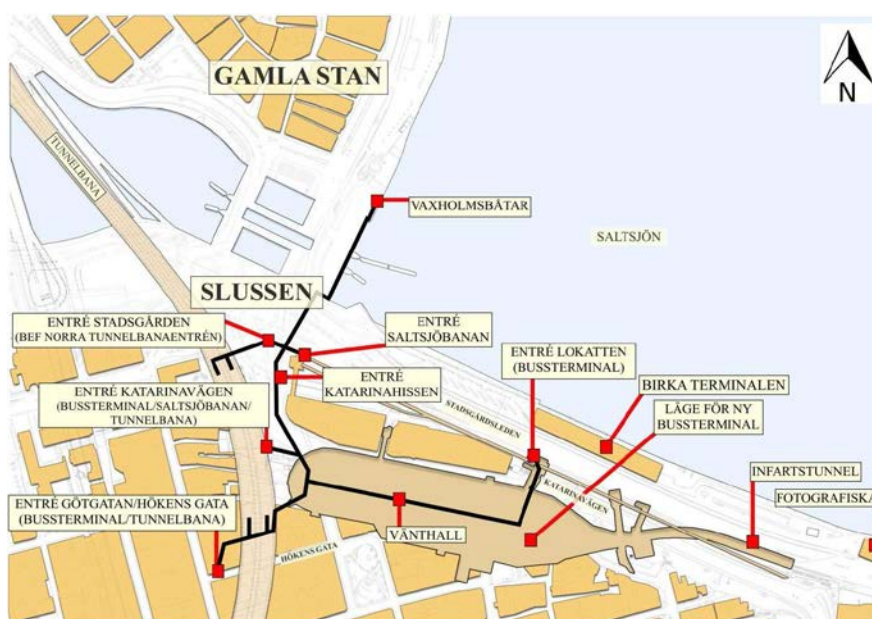 GAMLA STAN
N
TUNNELBANA
VAXHOLMSBÅTAR
SALTSJÖN
SLUSSEN
ENTRÉ STADSGÅRDEN
(BEF NORRA TUNNELBANAENTRÉN)
ENTRÉ
SALTSJÖBANAN
ENTRÉ LOKATTEN
(BUSSTERMINAL)
ENTRÉ KATARINAVÄGEN
(BUSSTERMINAL/SALTSJÖBANAN/
TUNNELBANA)
ENTRÉ
KATARINAHISSEN
BIRKA TERMINALEN
LÄGE FÖR NY
BUSSTERMINAL
STADSGÅRDSLEDEN
KATARINAVÄGEN
INFARTSTUNNEL
FOTOGRAFISKA
ENTRÉ GÖTGATAN/HÖKENS GATA
(BUSSTERMINAL/TUNNELBANA)
VÄNTHALL
HÖKENS GATA